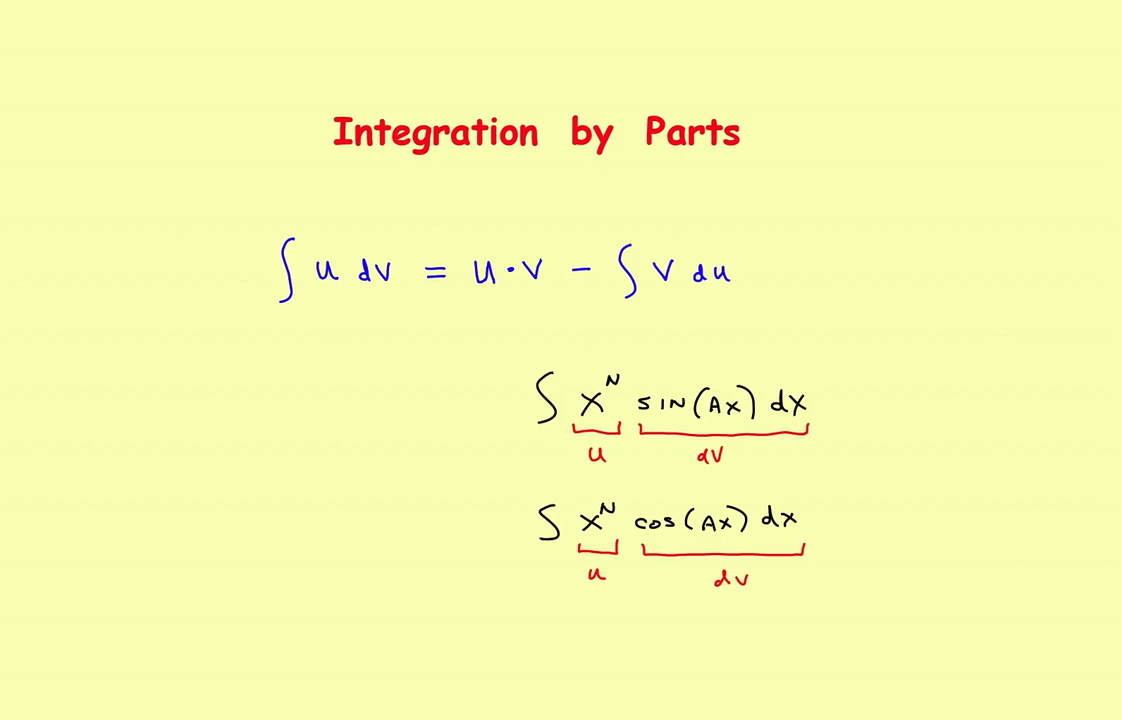 Integration by Parts
∫ u dv = u · v − ∫ v du
∫ x^N sin(Ax) dx
u dv
∫ x^N cos(Ax) dx
u dv